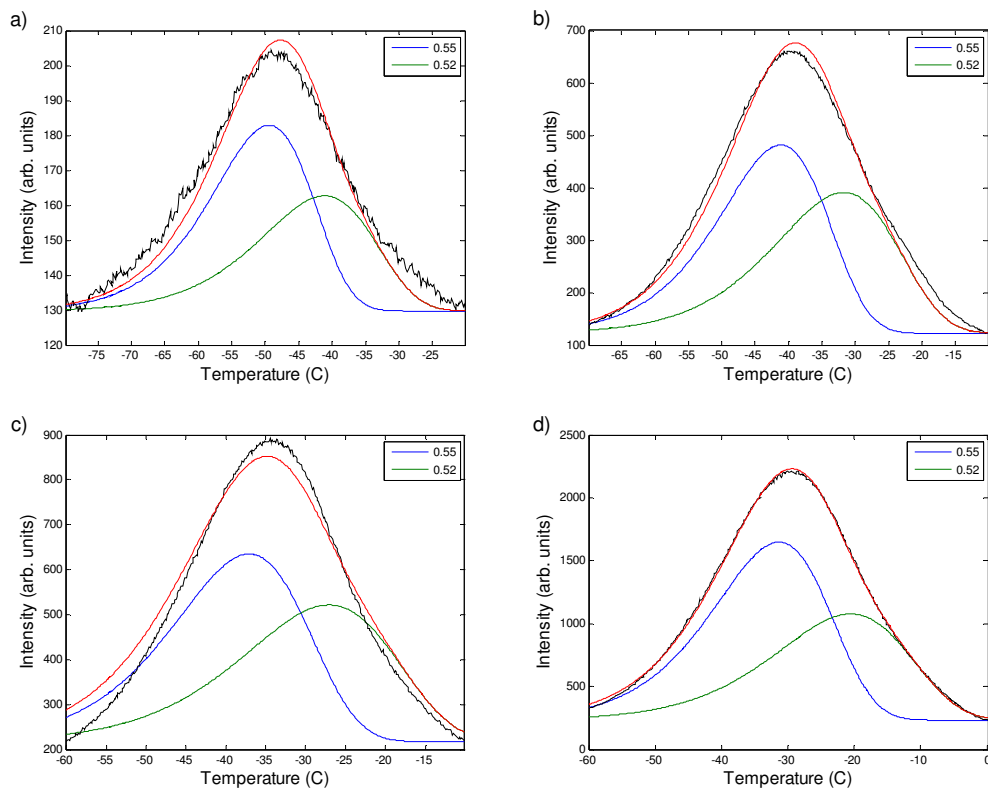 a)
210
200
190
180
170
160
150
140
130
120
Intensity (arb. units)
-75 -70 -65 -60 -55 -50 -45 -40 -35 -30 -25
Temperature (C)
0.55
0.52
b)
700
600
500
400
300
200
100
Intensity (arb. units)
-65 -60 -55 -50 -45 -40 -35 -30 -25 -20 -15 -10
Temperature (C)
0.55
0.52
c)
900
800
700
600
500
400
300
200
Intensity (arb. units)
-60 -55 -50 -45 -40 -35 -30 -25 -20 -15
Temperature (C)
0.55
0.52
d)
2500
2000
1500
1000
500
0
Intensity (arb. units)
-60 -50 -40 -30 -20 -10 0
Temperature (C)
0.55
0.52